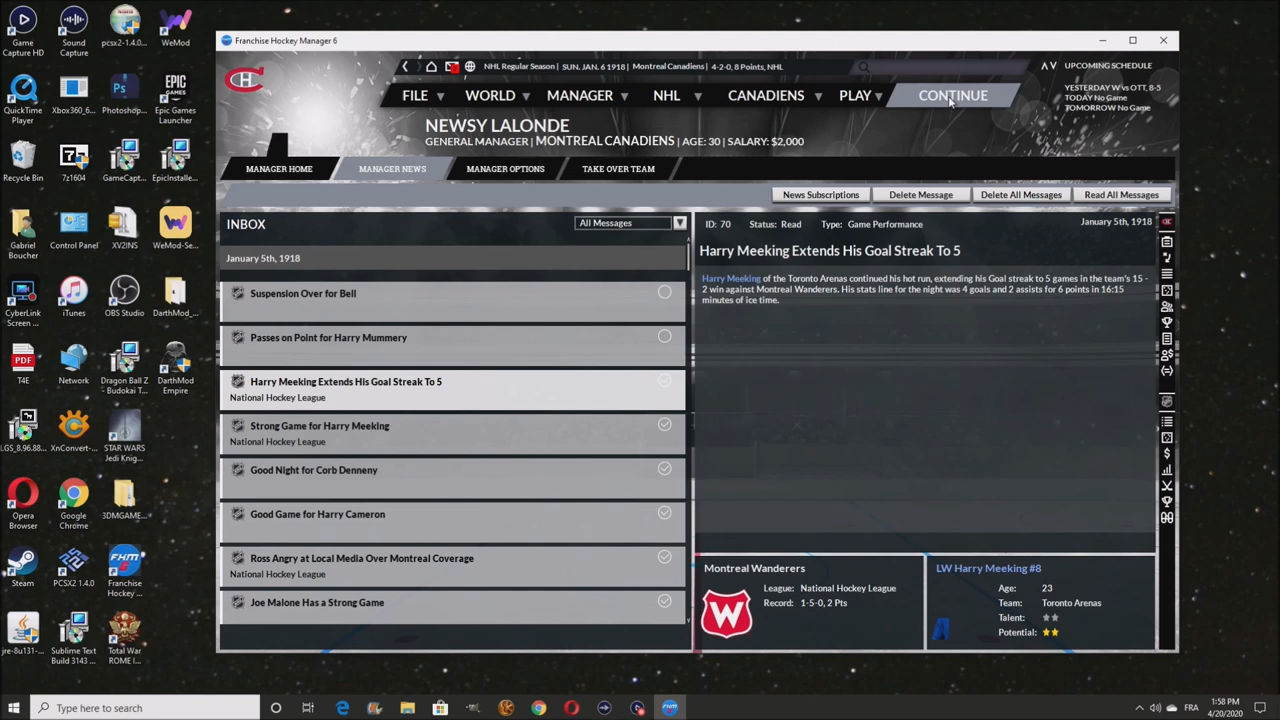 Game
Capture HD
Sound
Capture
pcsx2-1.4.0...
WeMod
QuickTime
Player
Xbox360_6...
Photoshop...
Epic Games
Launcher
Recycle Bin
7z1604
GameCapt...
EpicInstalle...
Gabriel
Boucher
Control Panel
XV2INS
WeMod-Se...
CyberLink
Screen ...
iTunes
OBS Studio
DarthMod_...
T4E
Network
Dragon Ball Z
- Budokai T...
DarthMod
Empire
LGS_8.96.88...
XnConvert-...
STAR WARS
Jedi Knig...
Opera
Browser
Google
Chrome
3DMGAME...
Steam
PCSX2 1.4.0
Franchise
Hockey ...
jre-8u131-...
Sublime Text
Build 3143 ...
Total War
ROME I...
Franchise Hockey Manager 6
NHL Regular Season | SUN. JAN. 6 1918 | Montreal Canadiens | 4-2-0, 8 Points, NHL
UPCOMING SCHEDULE
YESTERDAY W vs OTT, 8-5
TODAY No Game
TOMORROW No Game
FILE WORLD MANAGER NHL CANADIENS PLAY CONTINUE
NEWSY LALONDE
GENERAL MANAGER | MONTREAL CANADIENS | AGE: 30 | SALARY: $2,000
MANAGER HOME MANAGER NEWS MANAGER OPTIONS TAKE OVER TEAM
News Subscriptions Delete Message Delete All Messages Read All Messages
INBOX
All Messages
January 5th, 1918
Suspension Over for Bell
Passes on Point for Harry Mummery
Harry Meeking Extends His Goal Streak To 5
National Hockey League
Strong Game for Harry Meeking
National Hockey League
Good Night for Corb Denneny
Good Game for Harry Cameron
Ross Angry at Local Media Over Montreal Coverage
National Hockey League
Joe Malone Has a Strong Game
ID: 70 Status: Read Type: Game Performance January 5th, 1918
Harry Meeking Extends His Goal Streak To 5
Harry Meeking of the Toronto Arenas continued his hot run, extending his Goal streak to 5 games in the team's 15 -
2 win against Montreal Wanderers. His stats line for the night was 4 goals and 2 assists for 6 points in 16:15
minutes of ice time.
Montreal Wanderers
League: National Hockey League
Record: 1-5-0, 2 Pts
W
LW Harry Meeking #8
Age: 23
Team: Toronto Arenas
Talent:
Potential:
Type here to search
FRA
1:58 PM
4/20/2020